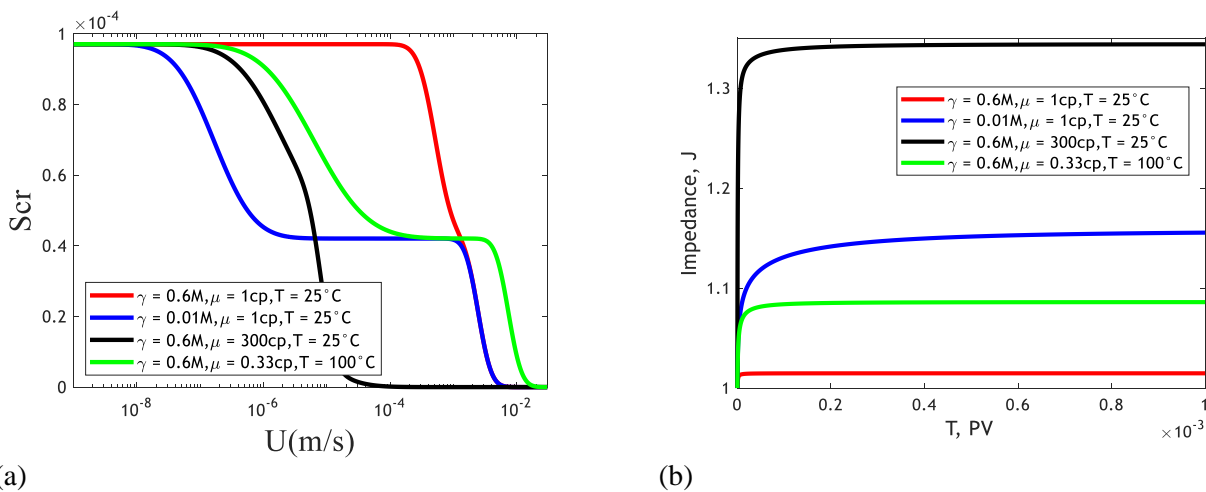 ×10⁻⁴
1
0.8
0.6
0.4
0.2
0
Scr
γ = 0.6M,μ = 1cp,T = 25°C
γ = 0.01M,μ = 1cp,T = 25°C
γ = 0.6M,μ = 300cp,T = 25°C
γ = 0.6M,μ = 0.33cp,T = 100°C
10⁻⁸ 10⁻⁶ 10⁻⁴ 10⁻²
U(m/s)
(a)
1.3
1.2
1.1
1
Impedance, J
γ = 0.6M,μ = 1cp,T = 25°C
γ = 0.01M,μ = 1cp,T = 25°C
γ = 0.6M,μ = 300cp,T = 25°C
γ = 0.6M,μ = 0.33cp,T = 100°C
0 0.2 0.4 0.6 0.8 1
T, PV
×10⁻³
(b)